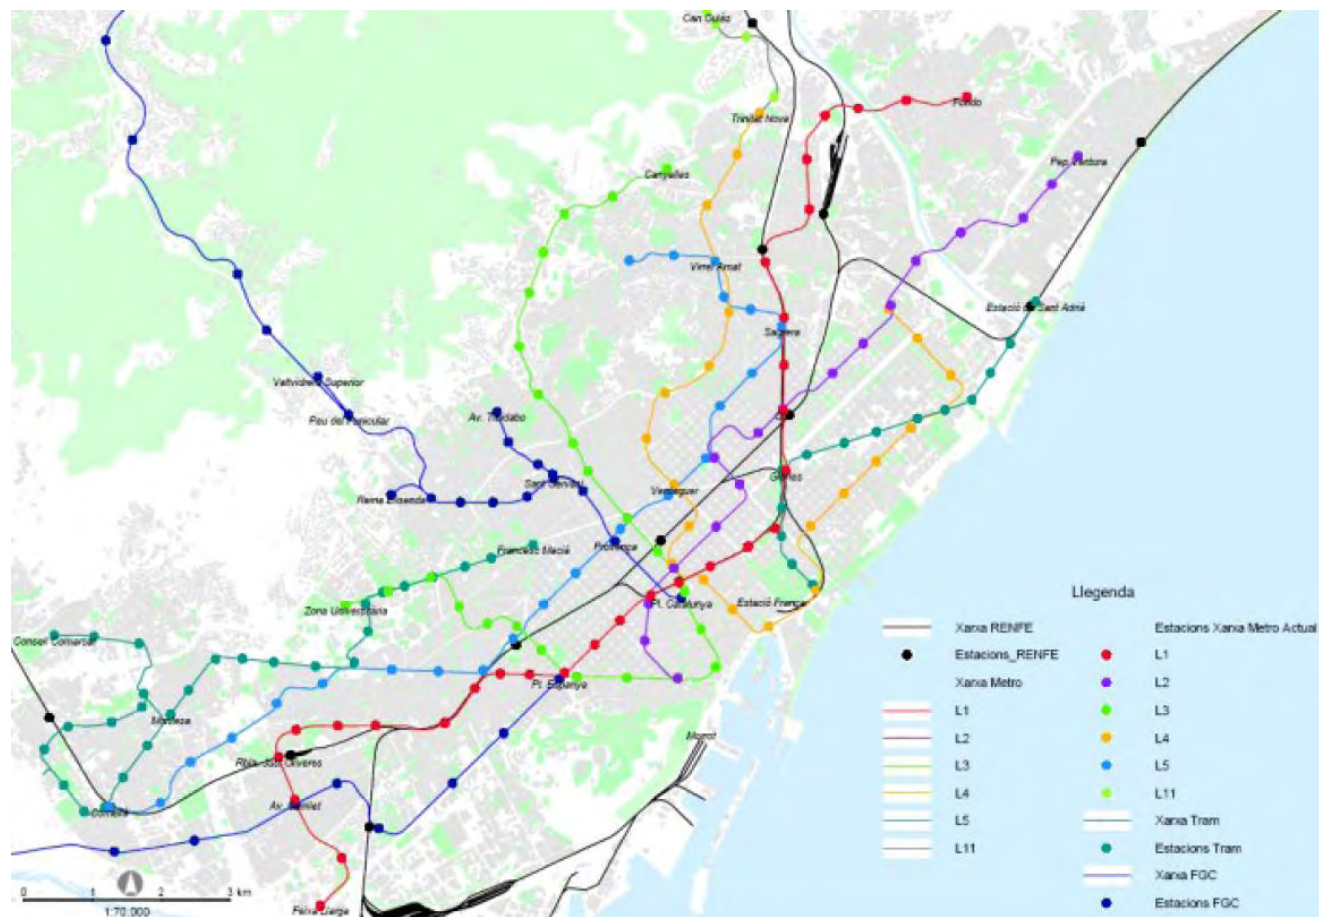 Can Cuiàs
Trinitat Nova
Fondo
Canyelles
Pep Ventura
Virrei Amat
Estació de Sant Adrià
Sagrera
Vallvidrera Superior
Peu del Funicular
Av. Tibidabo
Sant Gervasi
Reina Elisenda
Verdaguer
Glòries
Francesc Macià
Provença
Zona Universitària
Pl. Catalunya
Estació França
Consell Comarcal
Pl. Espanya
Montesa
Morrot
Rbla. Just Oliveres
Cornellà
Av. Carrilet
Feixa Llarga
0 1 2 3 km
1:70.000
Llegenda
Xarxa RENFE
Estacions_RENFE
Xarxa Metro
L1
L2
L3
L4
L5
L11
Estacions Xarxa Metro Actual
L1
L2
L3
L4
L5
L11
Xarxa Tram
Estacions Tram
Xarxa FGC
Estacions FGC